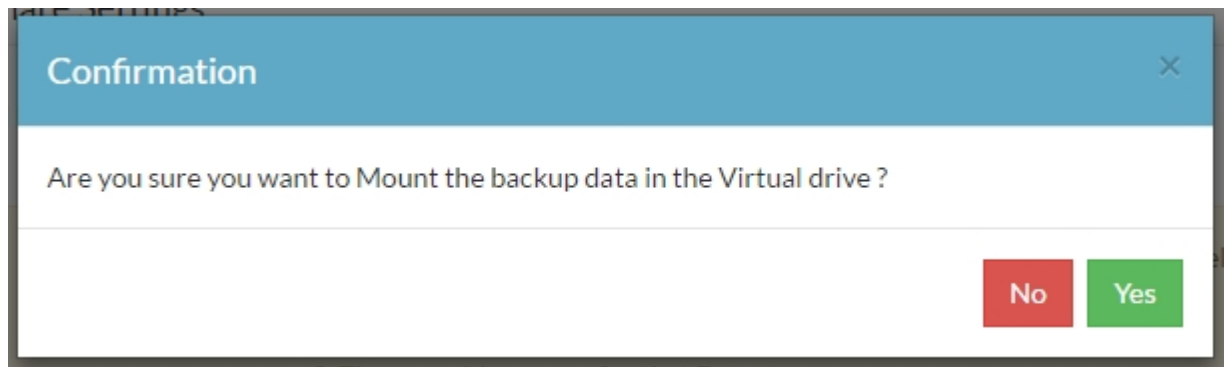 Confirmation
×
Are you sure you want to Mount the backup data in the Virtual drive ?
No
Yes